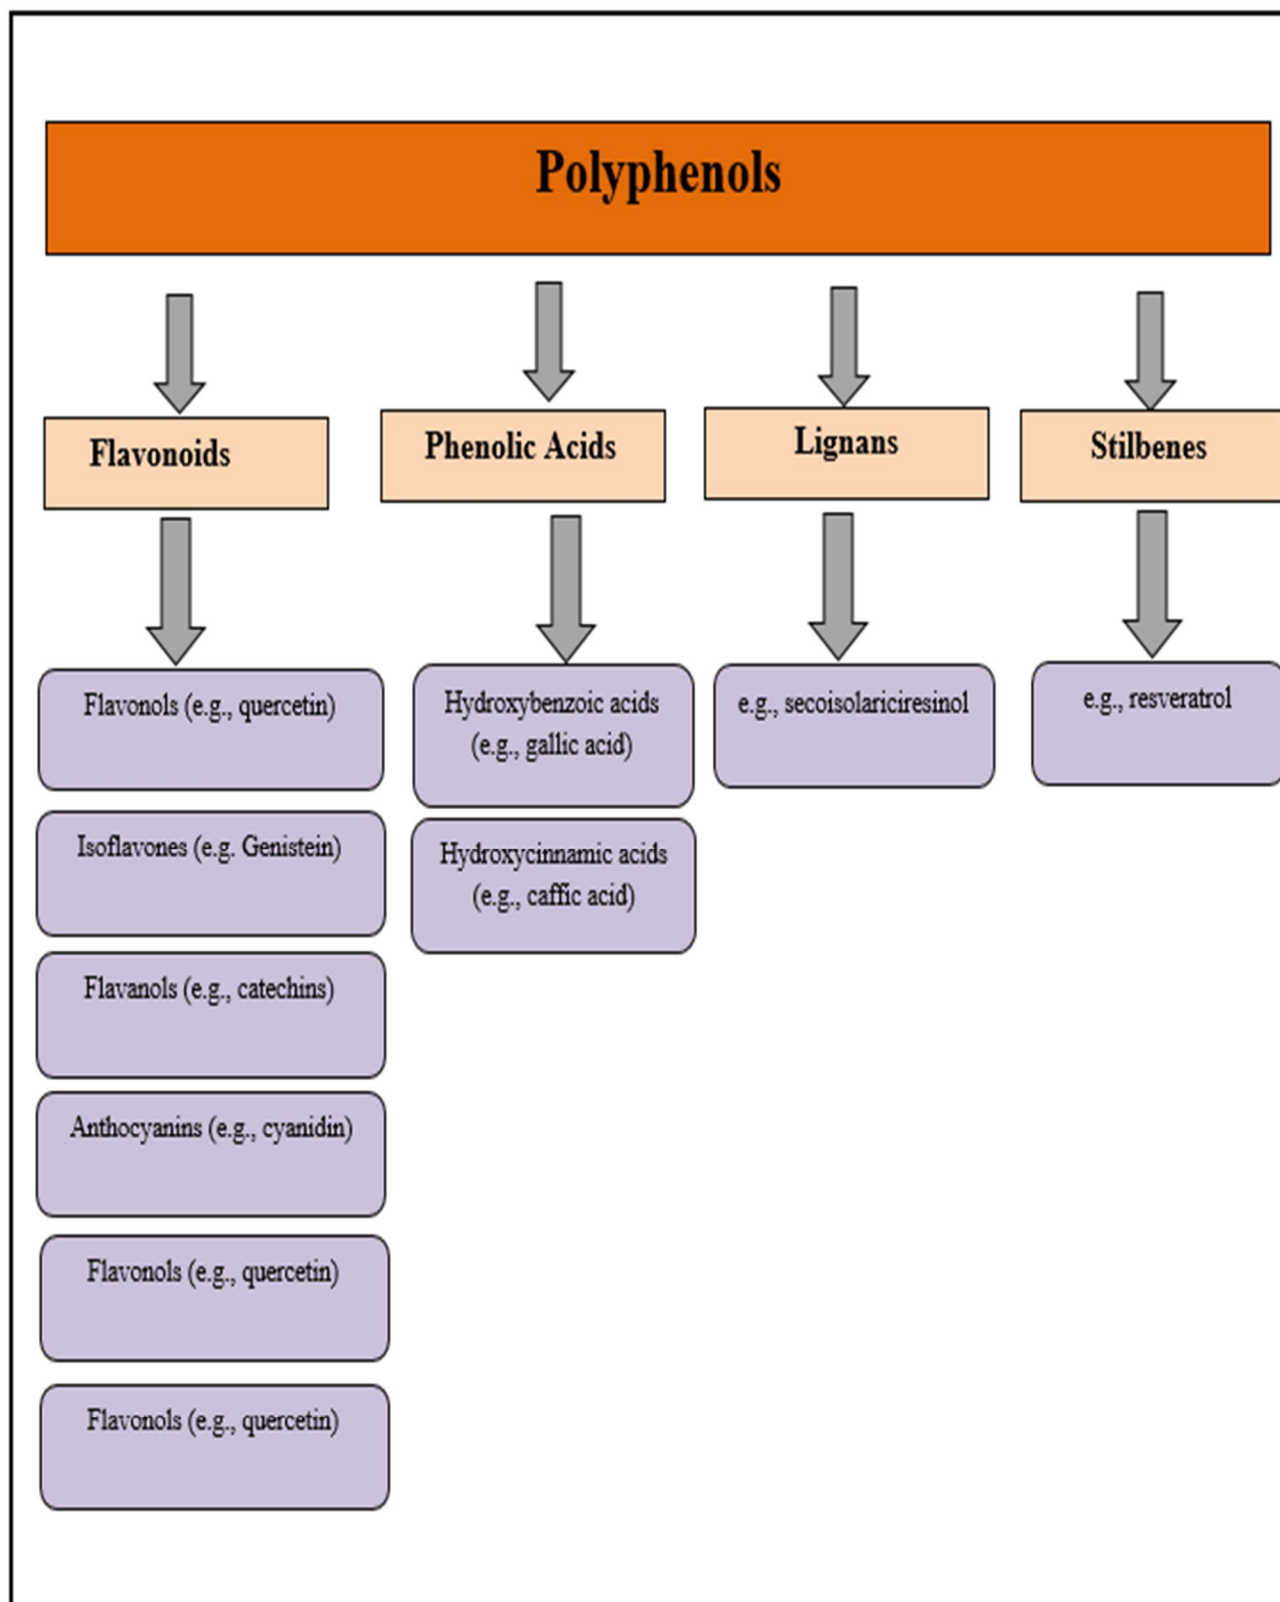 Polyphenols
Flavonoids
Phenolic Acids
Lignans
Stilbenes
Flavonols (e.g., quercetin)
Isoflavones (e.g. Genistein)
Flavanols (e.g., catechins)
Anthocyanins (e.g., cyanidin)
Flavonols (e.g., quercetin)
Flavonols (e.g., quercetin)
Hydroxybenzoic acids
(e.g., gallic acid)
Hydroxycinnamic acids
(e.g., caffic acid)
e.g., secoisolariciresinol
e.g., resveratrol